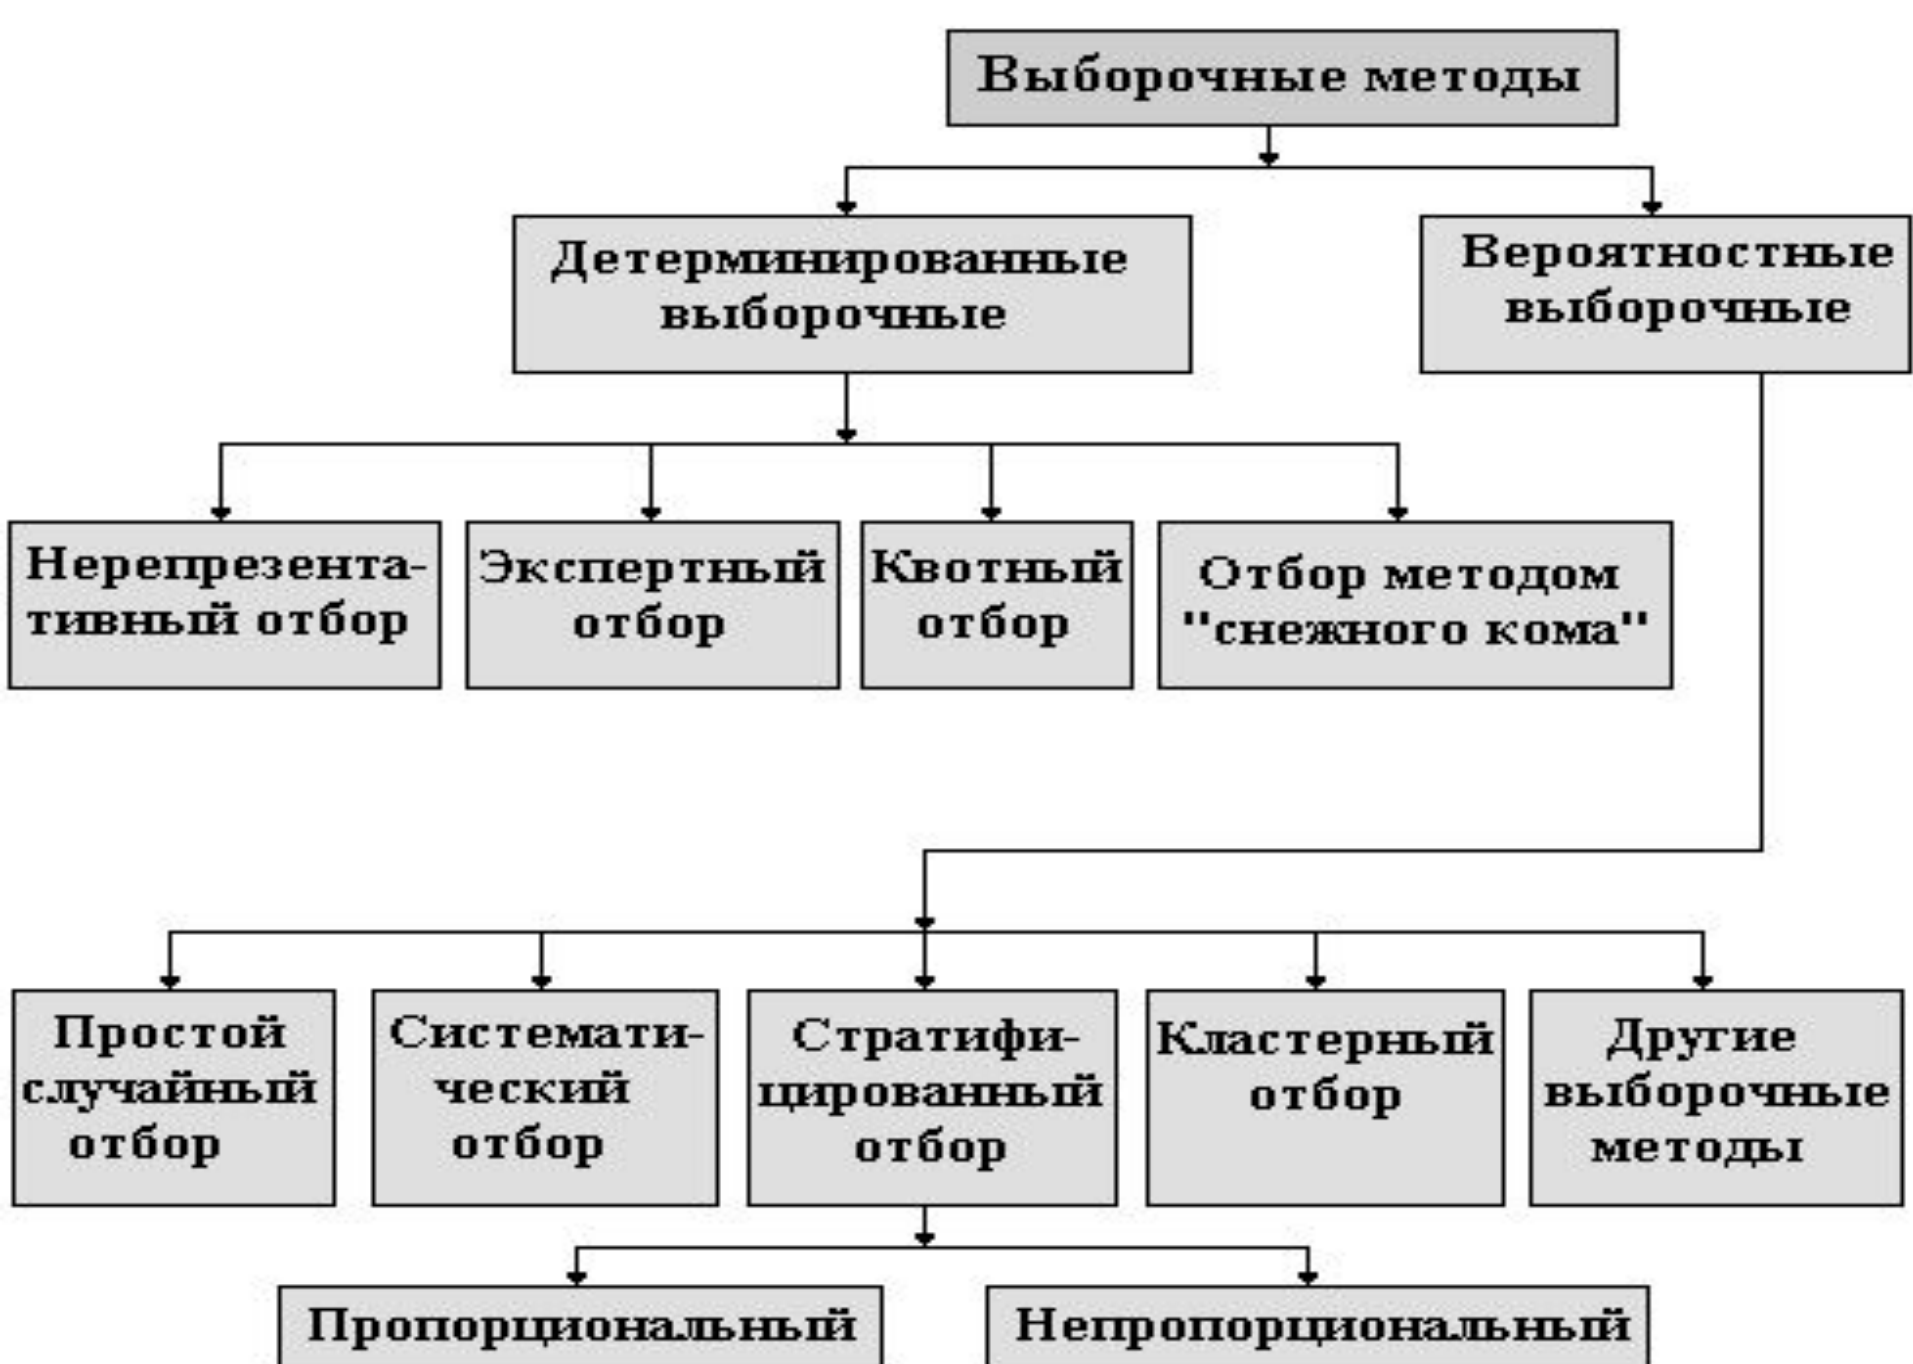 Выборочные методы
Детерминированные
выборочные
Вероятностные
выборочные
Нерепрезента-
тивный отбор
Экспертный
отбор
Квотный
отбор
Отбор методом
"снежного кома"
Простой
случайный
отбор
Системати-
ческий
отбор
Стратифи-
цированный
отбор
Кластерный
отбор
Другие
выборочные
методы
Пропорциональный
Непропорциональный